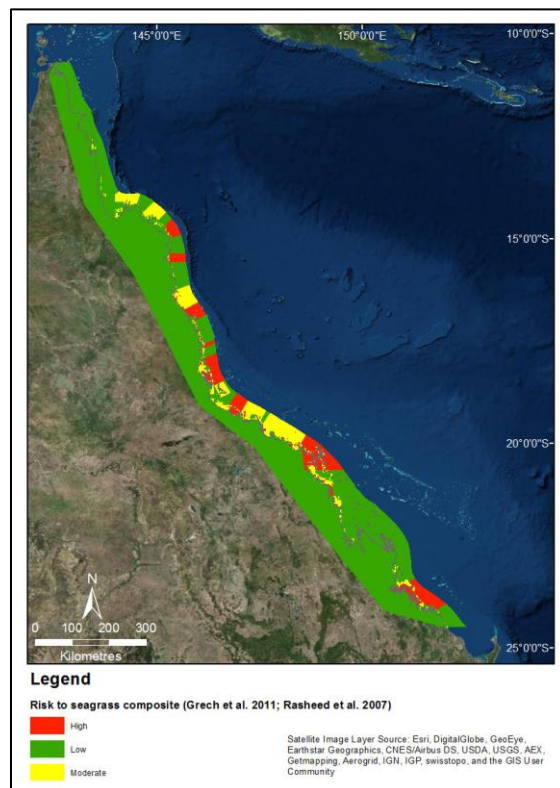 145°0'0"E
150°0'0"E
10°0'0"S
15°0'0"S
20°0'0"S
25°0'0"S
N
0 100 200 300
Kilometres
Legend
Risk to seagrass composite (Grech et al. 2011; Rasheed et al. 2007)
High
Low
Moderate
Satellite Image Layer Source: Esri, DigitalGlobe, GeoEye,
Earthstar Geographics, CNES/Airbus DS, USDA, USGS, AEX,
Getmapping, Aerogrid, IGN, IGP, swisstopo, and the GIS User
Community